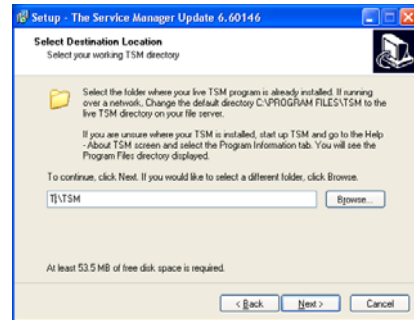 Setup - The Service Manager Update 6.60146
Select Destination Location
Select your working TSM directory
Select the folder where your live TSM program is already installed. If running
over a network, Change the default directory C:\PROGRAM FILES\TSM to the
live TSM directory on your file server.
If you are unsure where your TSM is installed, start up TSM and go to the Help
- About TSM screen and select the Program Information tab. You will see the
Program Files directory displayed.
To continue, click Next. If you would like to select a different folder, click Browse.
T:\TSM
Browse...
At least 53.5 MB of free disk space is required.
< Back
Next >
Cancel